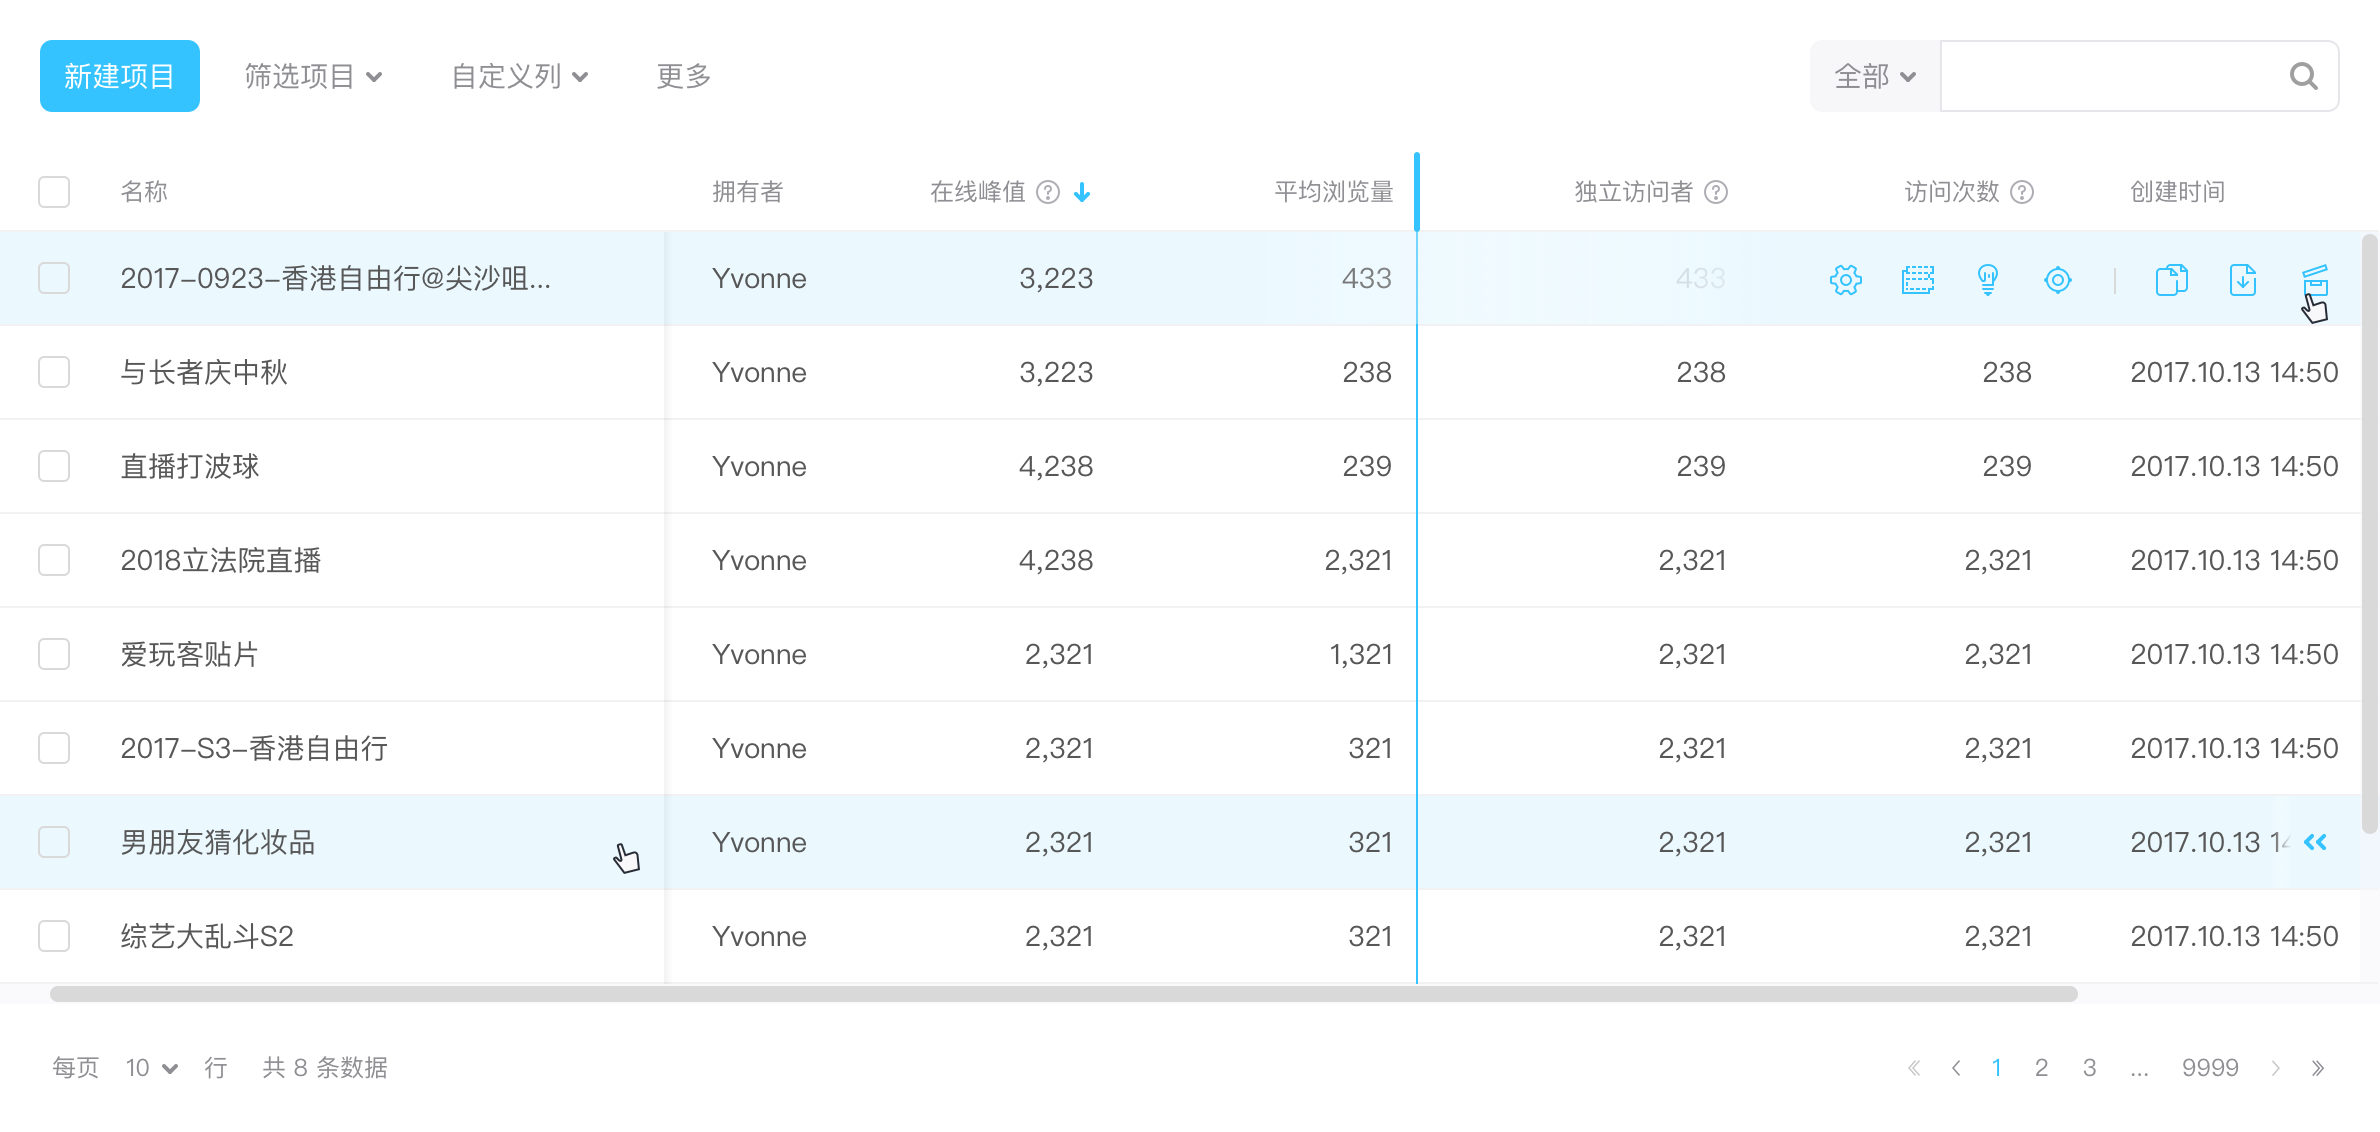 新建项目 筛选项目 自定义列 更多 全部
名称 拥有者 在线峰值 平均浏览量 独立访问者 访问次数 创建时间
2017-0923-香港自由行@尖沙咀... Yvonne 3,223 433 433
与长者庆中秋 Yvonne 3,223 238 238 238 2017.10.13 14:50
直播打波球 Yvonne 4,238 239 239 239 2017.10.13 14:50
2018立法院直播 Yvonne 4,238 2,321 2,321 2,321 2017.10.13 14:50
爱玩客贴片 Yvonne 2,321 1,321 2,321 2,321 2017.10.13 14:50
2017-S3-香港自由行 Yvonne 2,321 321 2,321 2,321 2017.10.13 14:50
男朋友猜化妆品 Yvonne 2,321 321 2,321 2,321 2017.10.13
综艺大乱斗S2 Yvonne 2,321 321 2,321 2,321 2017.10.13 14:50
每页 10 行 共 8 条数据 1 2 3 ... 9999